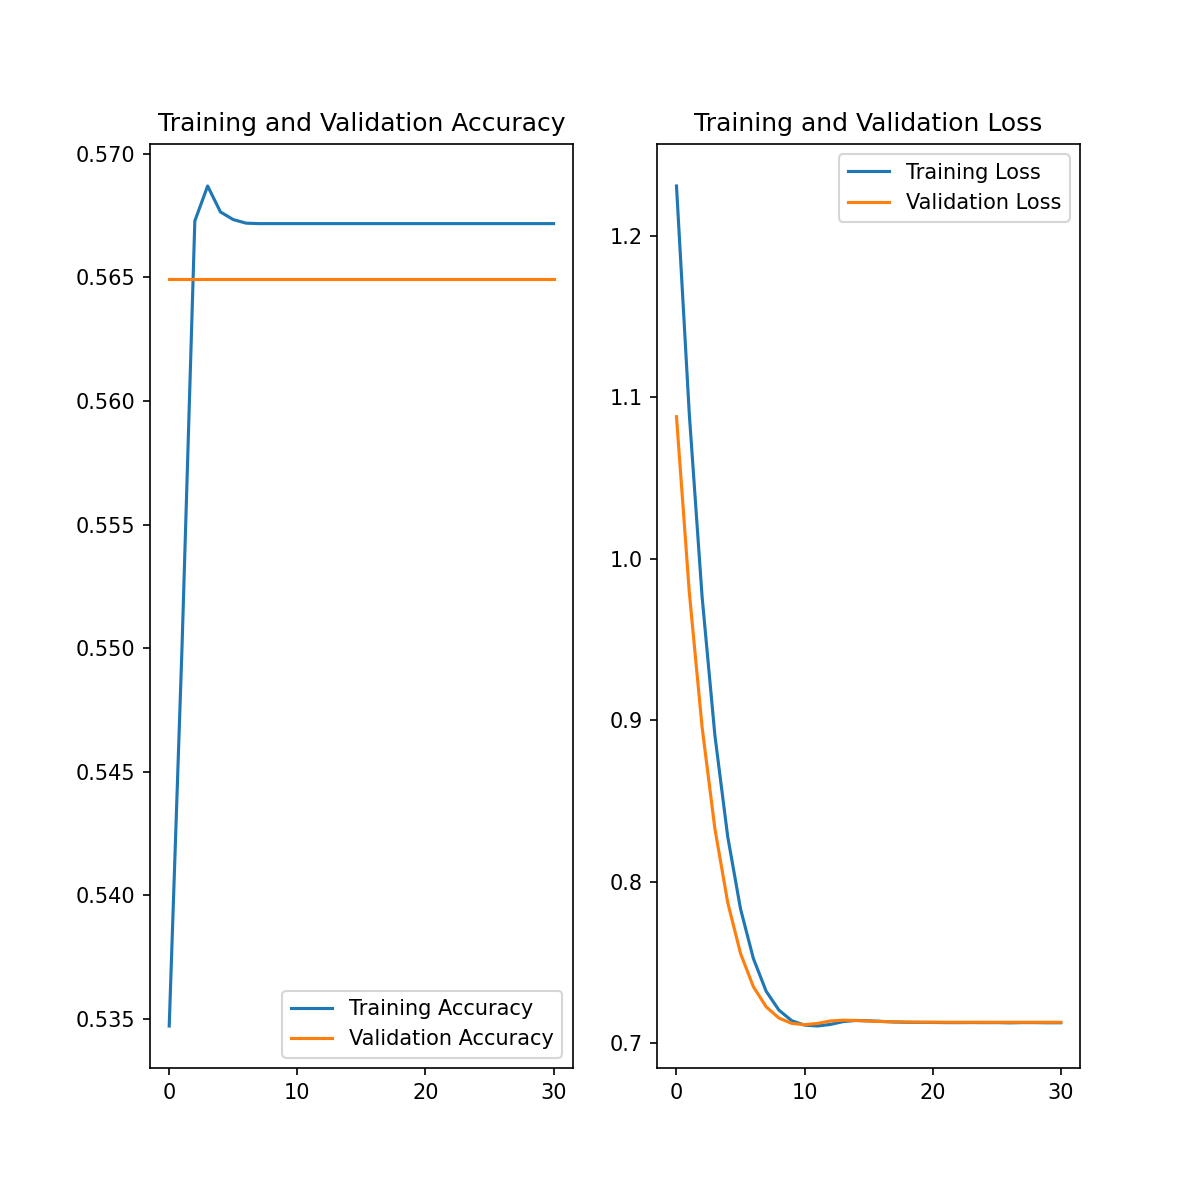 Training and Validation Accuracy
0.570
0.565
0.560
0.555
0.550
0.545
0.540
0.535
Training Accuracy
Validation Accuracy
0 10 20 30
Training and Validation Loss
Training Loss
Validation Loss
1.2
1.1
1.0
0.9
0.8
0.7
0 10 20 30